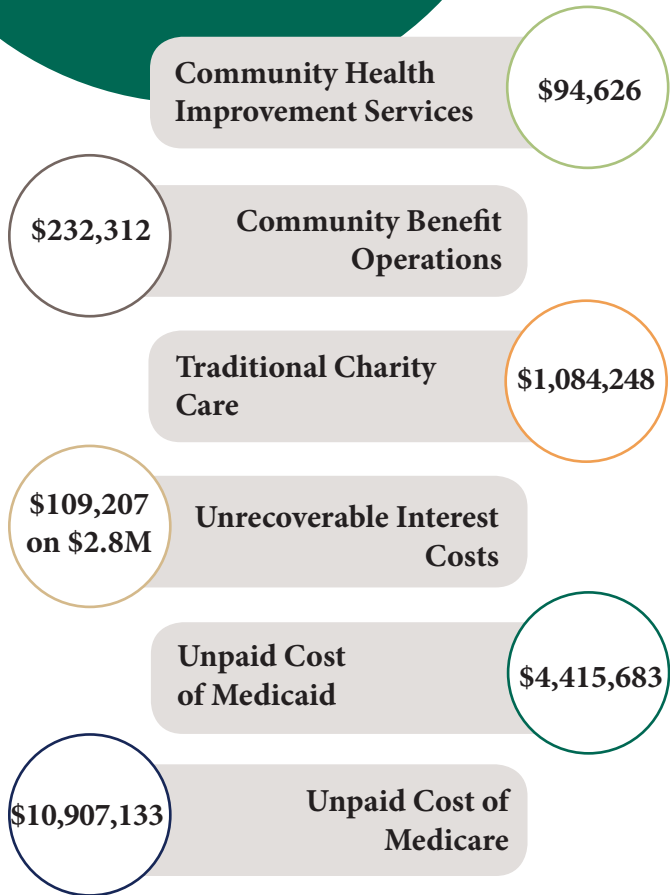 Community Health
Improvement Services
$94,626
$232,312
Community Benefit
Operations
Traditional Charity
Care
$1,084,248
$109,207
on $2.8M
Unrecoverable Interest
Costs
Unpaid Cost
of Medicaid
$4,415,683
$10,907,133
Unpaid Cost of
Medicare